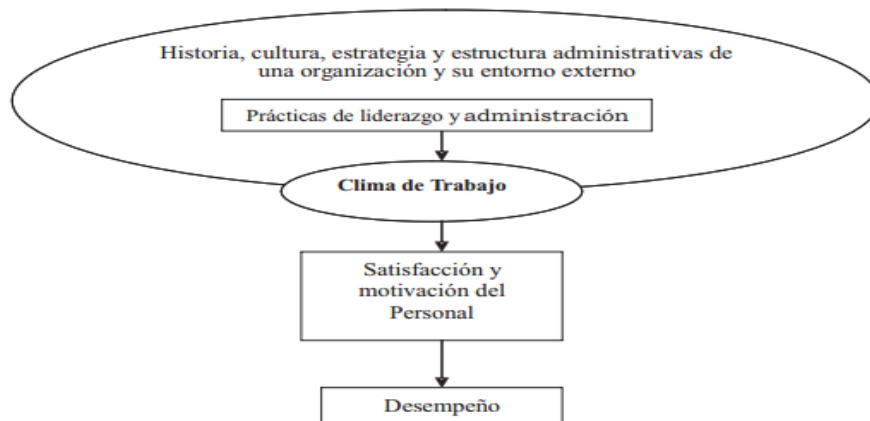 Historia, cultura, estrategia y estructura administrativas de
una organización y su entorno externo
Prácticas de liderazgo y administración
Clima de Trabajo
Satisfacción y
motivación del
Personal
Desempeño